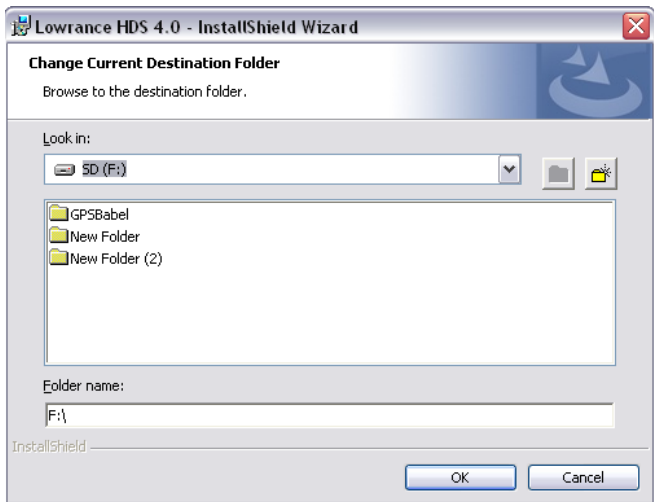 Lowrance HDS 4.0 - InstallShield Wizard
Change Current Destination Folder
Browse to the destination folder.
Look in:
SD (F:)
GPSBabel
New Folder
New Folder (2)
Folder name:
F:\
InstallShield
OK Cancel